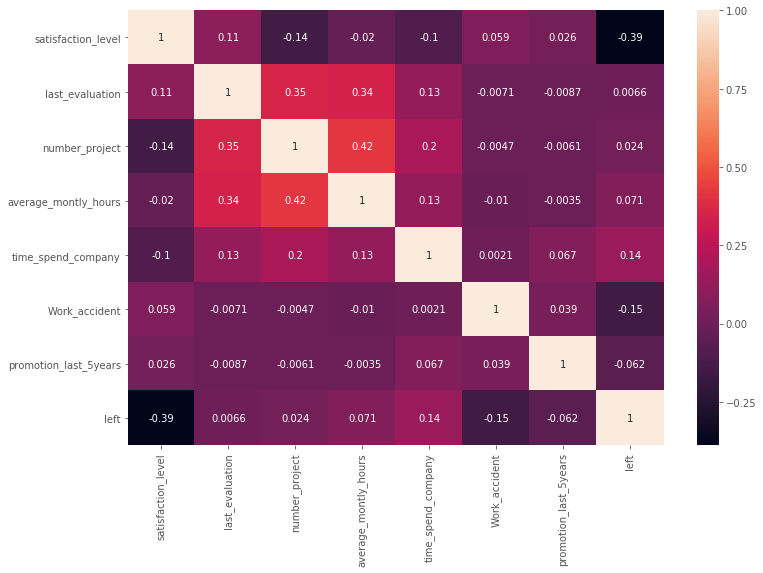 satisfaction_level 1 0.11 -0.14 -0.02 -0.1 0.059 0.026 -0.39
last_evaluation 0.11 1 0.35 0.34 0.13 -0.0071 -0.0087 0.0066
number_project -0.14 0.35 1 0.42 0.2 -0.0047 -0.0061 0.024
average_montly_hours -0.02 0.34 0.42 1 0.13 -0.01 -0.0035 0.071
time_spend_company -0.1 0.13 0.2 0.13 1 0.0021 0.067 0.14
Work_accident 0.059 -0.0071 -0.0047 -0.01 0.0021 1 0.039 -0.15
promotion_last_5years 0.026 -0.0087 -0.0061 -0.0035 0.067 0.039 1 -0.062
left -0.39 0.0066 0.024 0.071 0.14 -0.15 -0.062 1
satisfaction_level
last_evaluation
number_project
average_montly_hours
time_spend_company
Work_accident
promotion_last_5years
left
1.00
0.75
0.50
0.25
0.00
−0.25